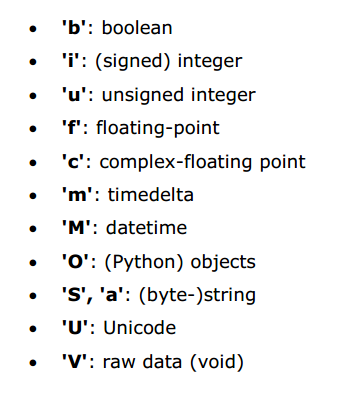 • 'b': boolean
• 'i': (signed) integer
• 'u': unsigned integer
• 'f': floating-point
• 'c': complex-floating point
• 'm': timedelta
• 'M': datetime
• 'O': (Python) objects
• 'S', 'a': (byte-)string
• 'U': Unicode
• 'V': raw data (void)